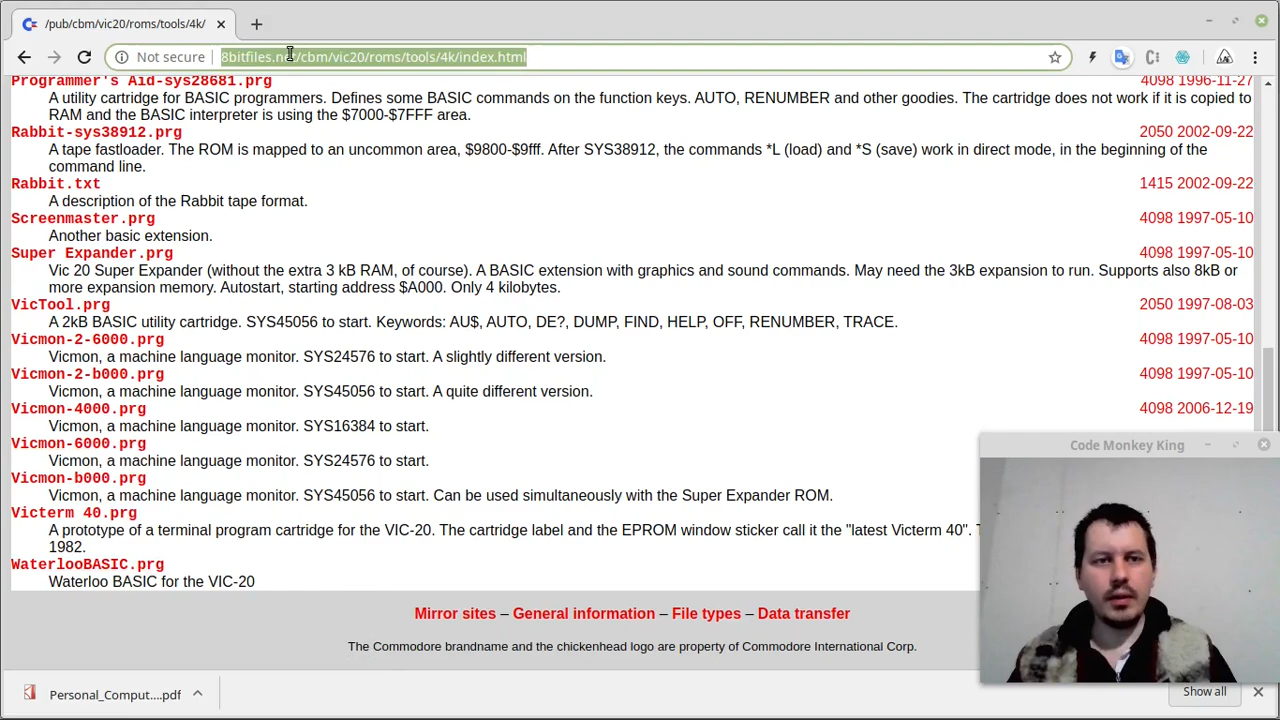 /pub/cbm/vic20/roms/tools/4k/
Not secure
8bitfiles.net/cbm/vic20/roms/tools/4k/index.html
Programmer's Aid-sys28681.prg 4098 1996-11-27
A utility cartridge for BASIC programmers. Defines some BASIC commands on the function keys. AUTO, RENUMBER and other goodies. The cartridge does not work if it is copied to
RAM and the BASIC interpreter is using the $7000-$7FFF area.
Rabbit-sys38912.prg 2050 2002-09-22
A tape fastloader. The ROM is mapped to an uncommon area, $9800-$9fff. After SYS38912, the commands *L (load) and *S (save) work in direct mode, in the beginning of the
command line.
Rabbit.txt 1415 2002-09-22
A description of the Rabbit tape format.
Screenmaster.prg 4098 1997-05-10
Another basic extension.
Super Expander.prg 4098 1997-05-10
Vic 20 Super Expander (without the extra 3 kB RAM, of course). A BASIC extension with graphics and sound commands. May need the 3kB expansion to run. Supports also 8kB or
more expansion memory. Autostart, starting address $A000. Only 4 kilobytes.
VicTool.prg 2050 1997-08-03
A 2kB BASIC utility cartridge. SYS45056 to start. Keywords: AU$, AUTO, DE?, DUMP, FIND, HELP, OFF, RENUMBER, TRACE.
Vicmon-2-6000.prg 4098 1997-05-10
Vicmon, a machine language monitor. SYS24576 to start. A slightly different version.
Vicmon-2-b000.prg 4098 1997-05-10
Vicmon, a machine language monitor. SYS45056 to start. A quite different version.
Vicmon-4000.prg 4098 2006-12-19
Vicmon, a machine language monitor. SYS16384 to start.
Vicmon-6000.prg
Vicmon, a machine language monitor. SYS24576 to start.
Vicmon-b000.prg
Vicmon, a machine language monitor. SYS45056 to start. Can be used simultaneously with the Super Expander ROM.
Victerm 40.prg
A prototype of a terminal program cartridge for the VIC-20. The cartridge label and the EPROM window sticker call it the "latest Victerm 40".
1982.
WaterlooBASIC.prg
Waterloo BASIC for the VIC-20
Mirror sites – General information – File types – Data transfer
The Commodore brandname and the chickenhead logo are property of Commodore International Corp.
Code Monkey King
Personal_Comput....pdf
Show all